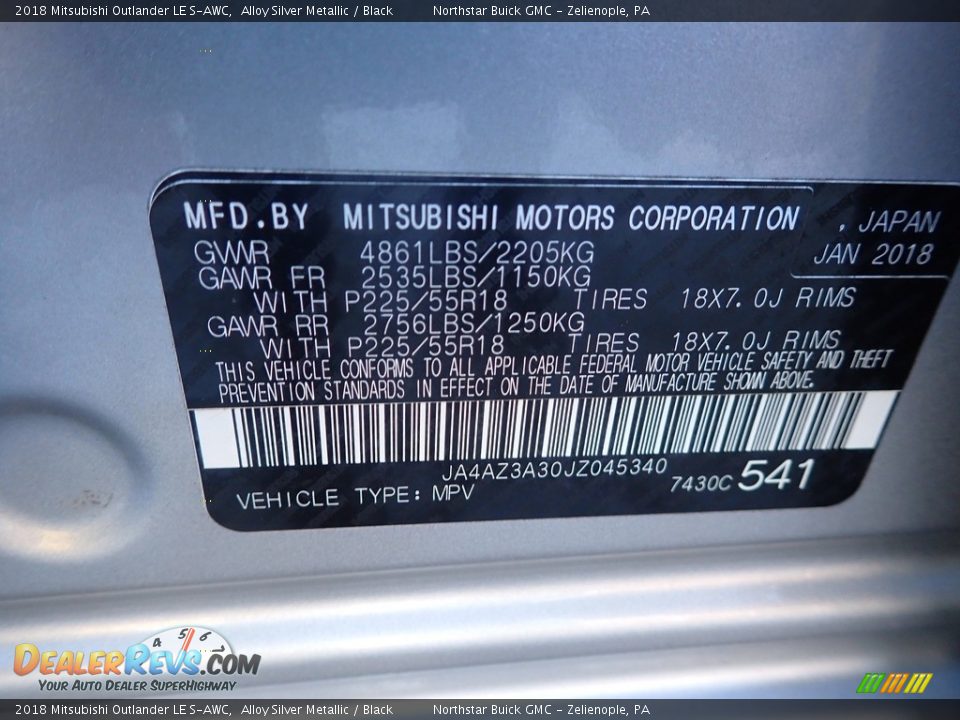 2018 Mitsubishi Outlander LE S-AWC, Alloy Silver Metallic / Black Northstar Buick GMC - Zelienople, PA
MFD.BY MITSUBISHI MOTORS CORPORATION , JAPAN
JAN 2018
GWWR 4861LBS/2205KG
GAWR FR 2535LBS/1150KG
WITH P225/55R18 TIRES 18X7.0J RIMS
GAWR RR 2756LBS/1250KG
WITH P225/55R18 TIRES 18X7.0J RIMS
THIS VEHICLE CONFORMS TO ALL APPLICABLE FEDERAL MOTOR VEHICLE SAFETY AND THEFT
PREVENTION STANDARDS IN EFFECT ON THE DATE OF MANUFACTURE SHOWN ABOVE.
JA4AZ3A30JZ045340
7430C 541
VEHICLE TYPE: MPV
4 5 6
DealerRevs.com
Your Auto Dealer SuperHighway
2018 Mitsubishi Outlander LE S-AWC, Alloy Silver Metallic / Black Northstar Buick GMC - Zelienople, PA